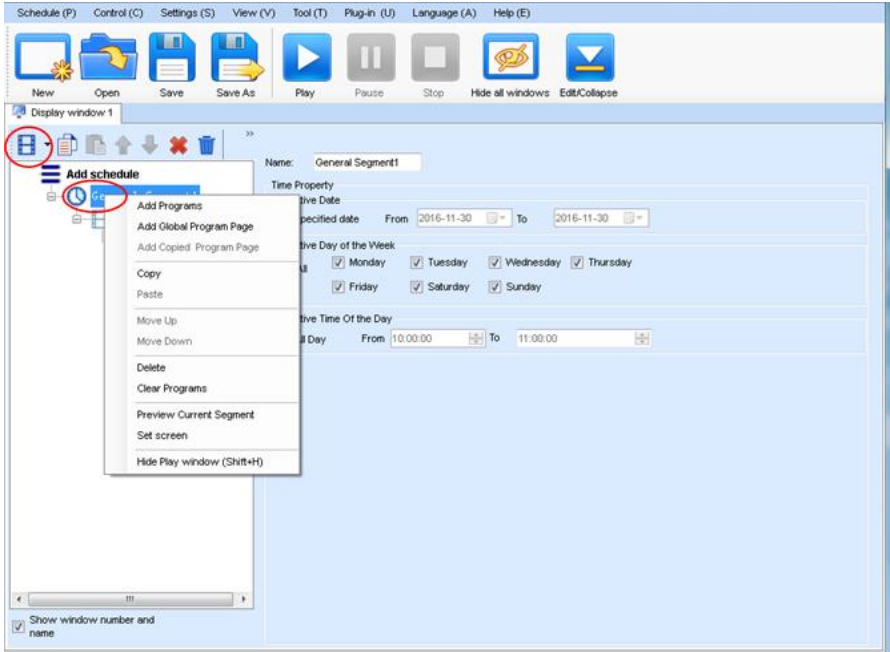 Schedule (P) Control (C) Settings (S) View (V) Tool (T) Plug-in (U) Language (A) Help (E)
New Open Save Save As Play Pause Stop Hide all windows Edit/Collapse
Display window 1
Name: General Segment1
Add schedule
Time Property
Add Programs
Add Global Program Page
Add Copied Program Page
Copy
Paste
Move Up
Move Down
Delete
Clear Programs
Preview Current Segment
Set screen
Hide Play window (Shift+H)
Date
date From 2016-11-30 To 2016-11-30
Day of the Week
Monday Tuesday Wednesday Thursday
Friday Saturday Sunday
Time Of the Day
Day From 10:00:00 To 11:00:00
Show window number and
name